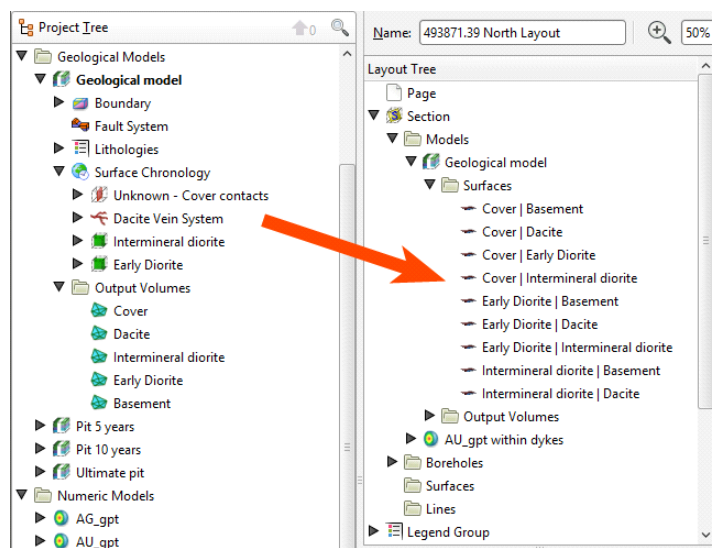 Project Tree
0
Geological Models
Geological model
Boundary
Fault System
Lithologies
Surface Chronology
Unknown - Cover contacts
Dacite Vein System
Intermineral diorite
Early Diorite
Output Volumes
Cover
Dacite
Intermineral diorite
Early Diorite
Basement
Pit 5 years
Pit 10 years
Ultimate pit
Numeric Models
AG_gpt
AU_gpt
Name: 493871.39 North Layout
50%
Layout Tree
Page
Section
Models
Geological model
Surfaces
Cover | Basement
Cover | Dacite
Cover | Early Diorite
Cover | Intermineral diorite
Early Diorite | Basement
Early Diorite | Dacite
Early Diorite | Intermineral diorite
Intermineral diorite | Basement
Intermineral diorite | Dacite
Output Volumes
AU_gpt within dykes
Boreholes
Surfaces
Lines
Legend Group